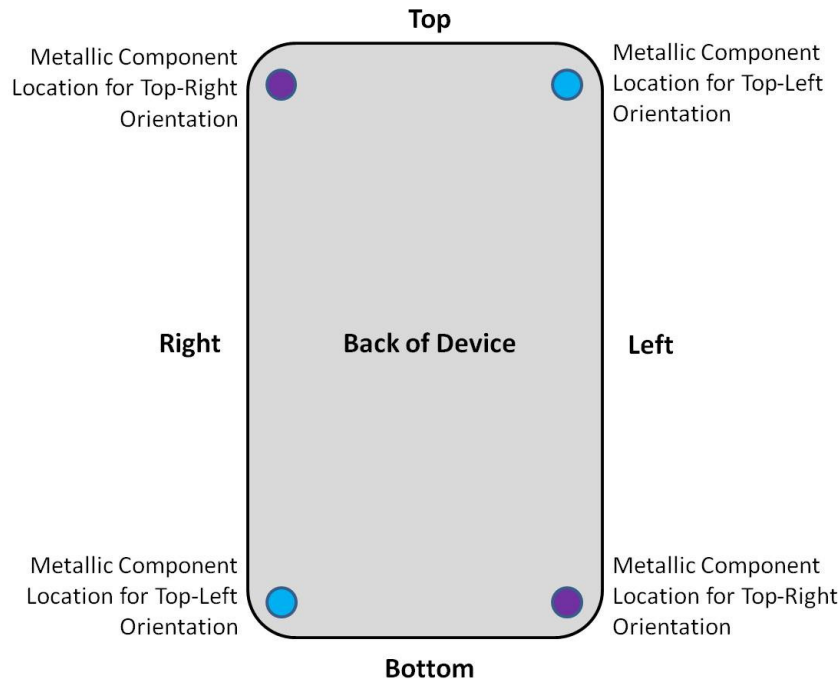 Top
Metallic Component
Location for Top-Right
Orientation
Metallic Component
Location for Top-Left
Orientation
Right
Back of Device
Left
Metallic Component
Location for Top-Left
Orientation
Metallic Component
Location for Top-Right
Orientation
Bottom